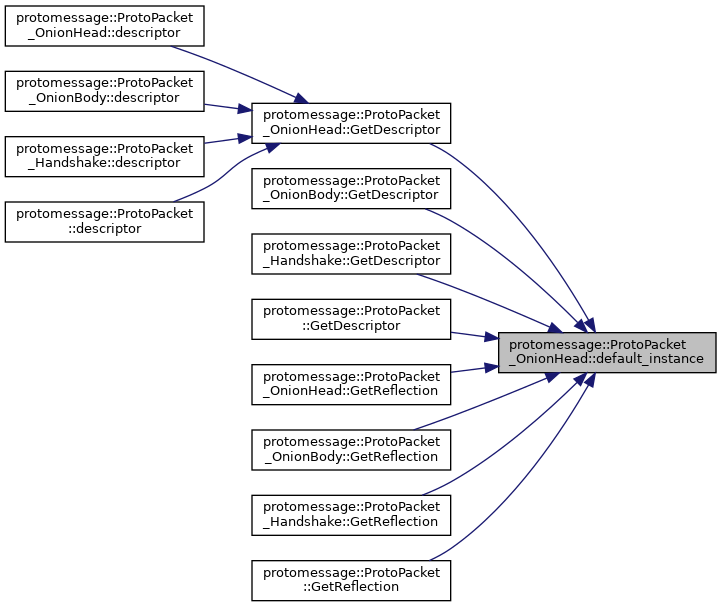 protomessage::ProtoPacket
_OnionHead::descriptor
protomessage::ProtoPacket
_OnionBody::descriptor
protomessage::ProtoPacket
_Handshake::descriptor
protomessage::ProtoPacket
::descriptor
protomessage::ProtoPacket
_OnionHead::GetDescriptor
protomessage::ProtoPacket
_OnionBody::GetDescriptor
protomessage::ProtoPacket
_Handshake::GetDescriptor
protomessage::ProtoPacket
::GetDescriptor
protomessage::ProtoPacket
_OnionHead::GetReflection
protomessage::ProtoPacket
_OnionBody::GetReflection
protomessage::ProtoPacket
_Handshake::GetReflection
protomessage::ProtoPacket
::GetReflection
protomessage::ProtoPacket
_OnionHead::default_instance